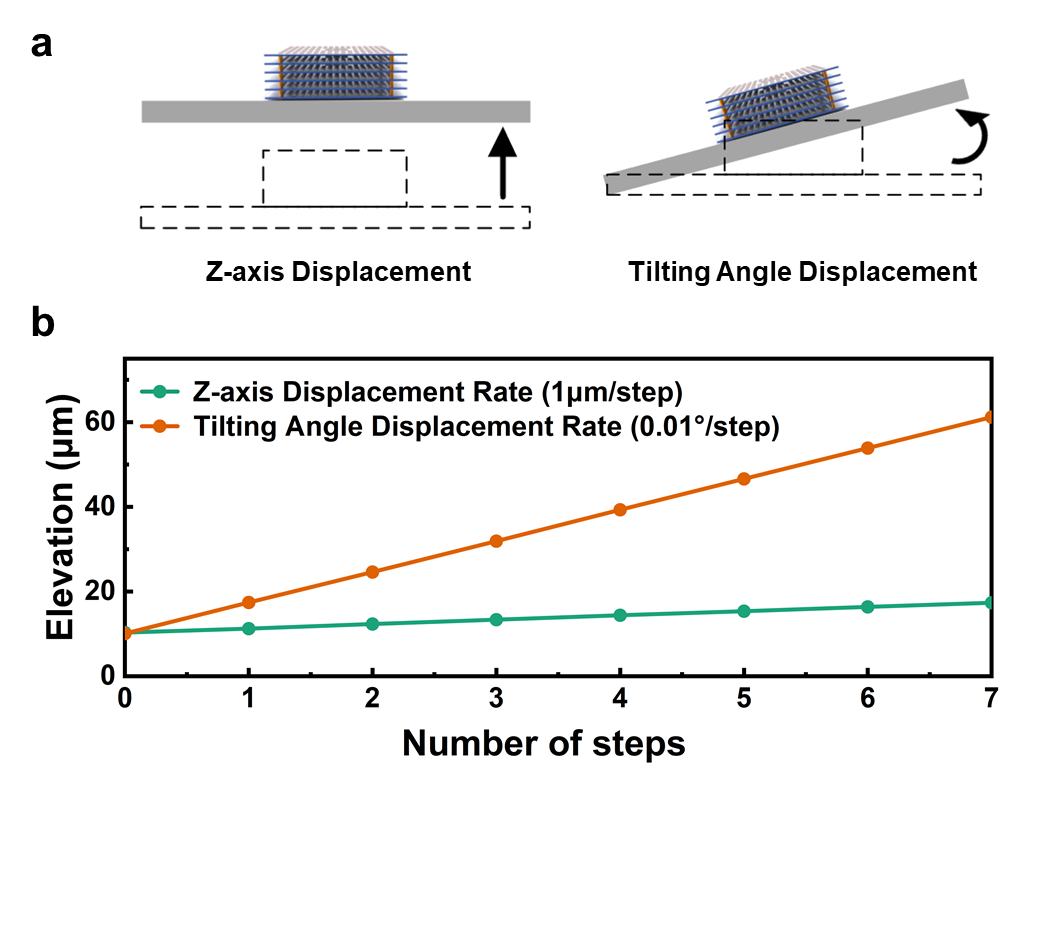 a
Z-axis Displacement
Tilting Angle Displacement
b
Z-axis Displacement Rate (1μm/step)
Tilting Angle Displacement Rate (0.01°/step)
Elevation (μm)
60
40
20
0
0 1 2 3 4 5 6 7
Number of steps